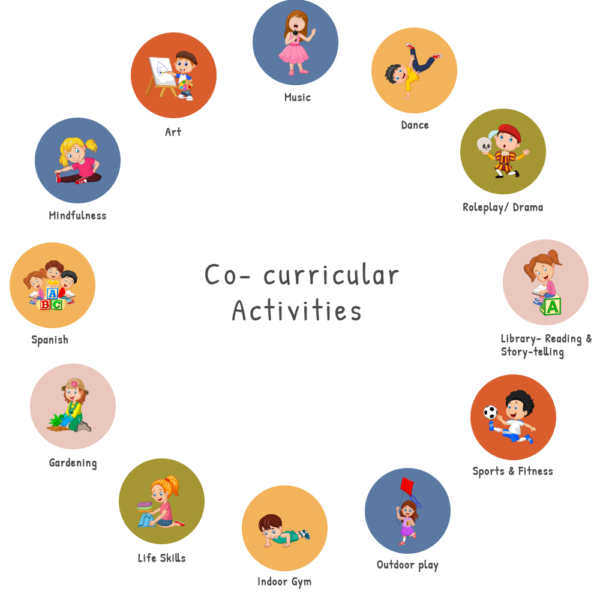 Music
Art
Dance
Mindfulness
Roleplay/ Drama
Co- curricular
Activities
Spanish
Library- Reading &
Story-telling
Gardening
Sports & Fitness
Life Skills
Outdoor play
Indoor Gym
A
B C
A